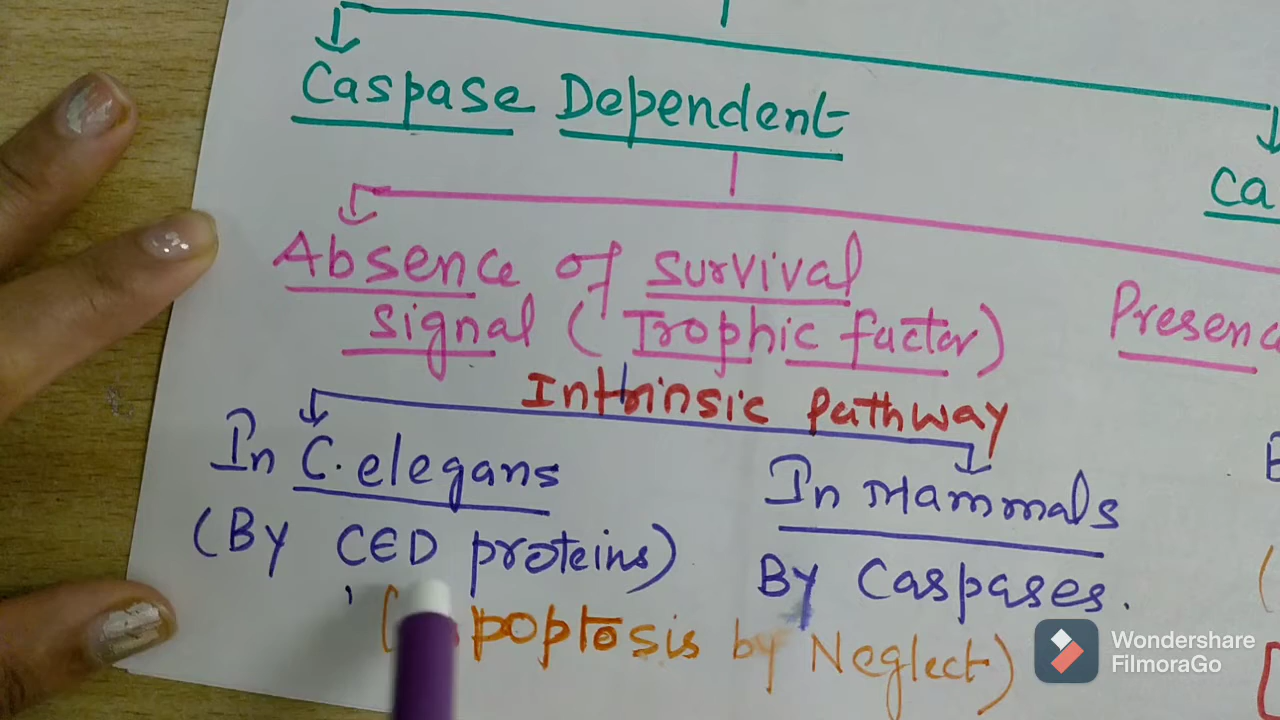 Caspase Dependent
Ca
Absence of survival
signal (Trophic factor)
Presenc
Intrinsic pathway
In C. elegans
(By CED proteins)
In Mammals
By Caspases.
poptosis by Neglect)
Wondershare
FilmoraGo